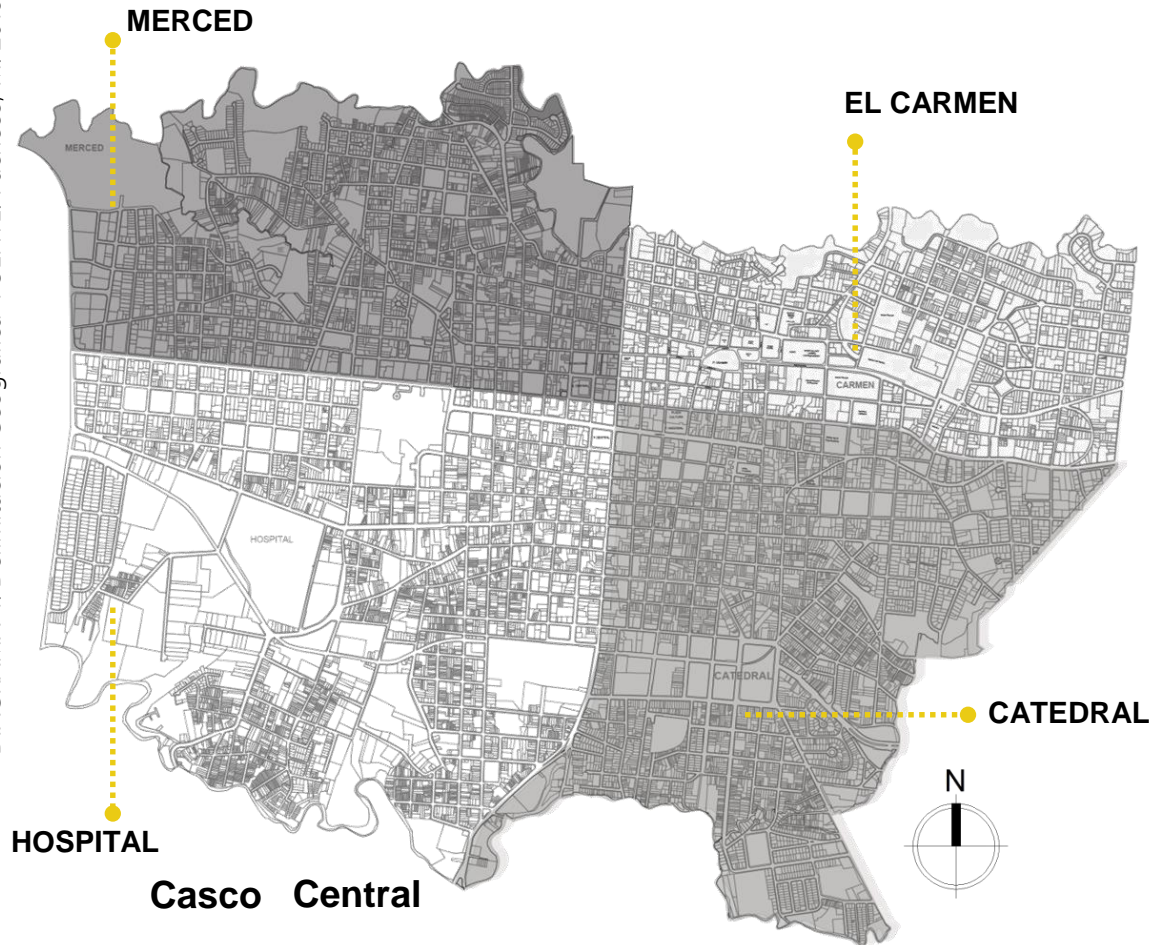 MERCED
EL CARMEN
MERCED
CARMEN
HOSPITAL
CATEDRAL
CATEDRAL
N
HOSPITAL
Casco Central